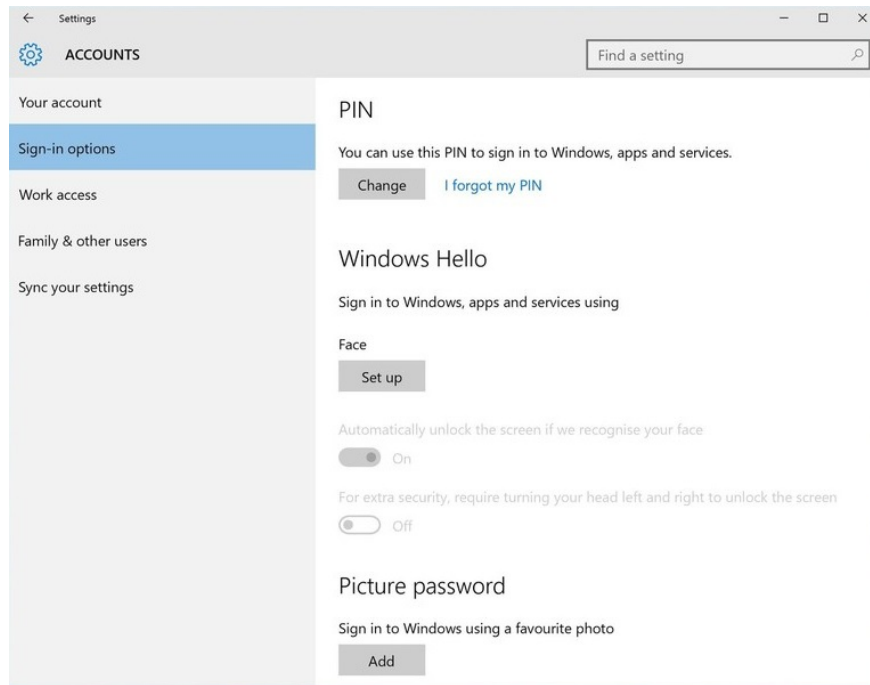 Settings
ACCOUNTS
Find a setting
Your account
Sign-in options
Work access
Family & other users
Sync your settings
PIN
You can use this PIN to sign in to Windows, apps and services.
Change I forgot my PIN
Windows Hello
Sign in to Windows, apps and services using
Face
Set up
Automatically unlock the screen if we recognise your face
On
For extra security, require turning your head left and right to unlock the screen
Off
Picture password
Sign in to Windows using a favourite photo
Add